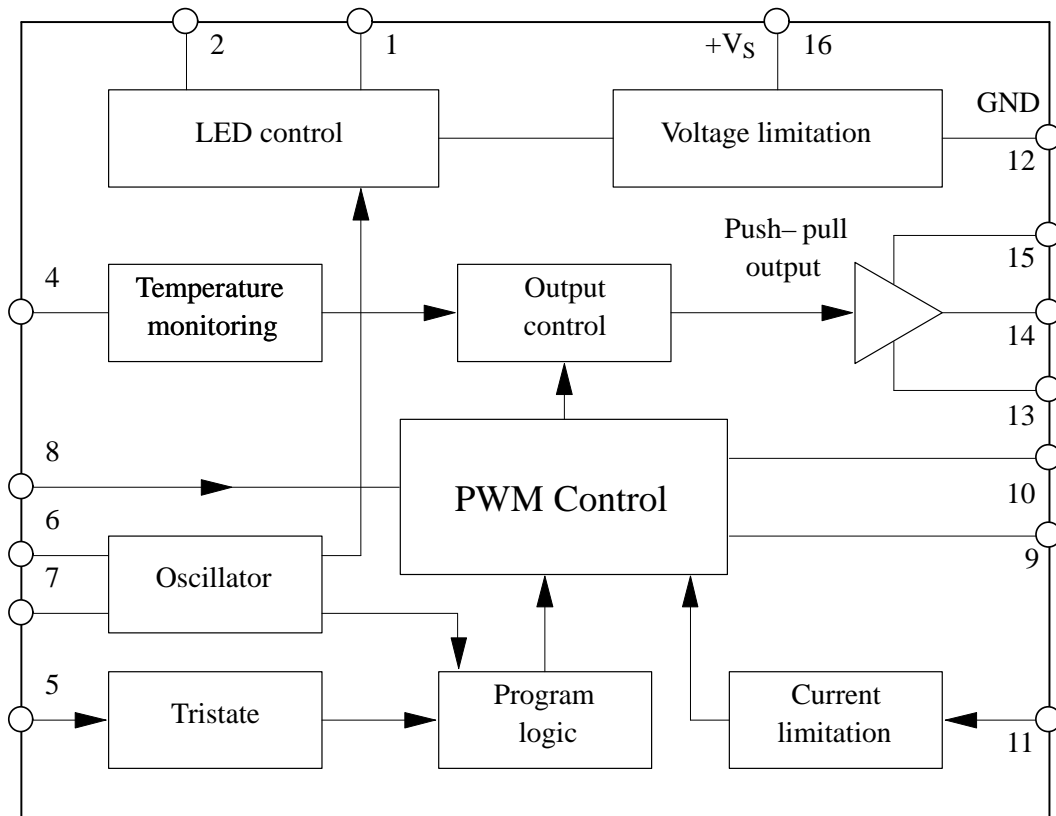 2
1
+VS
16
GND
LED control
Voltage limitation
12
Push– pull
output
15
4
Temperature
monitoring
Output
control
14
13
8
PWM Control
10
6
9
7
Oscillator
5
Tristate
Program
logic
Current
limitation
11